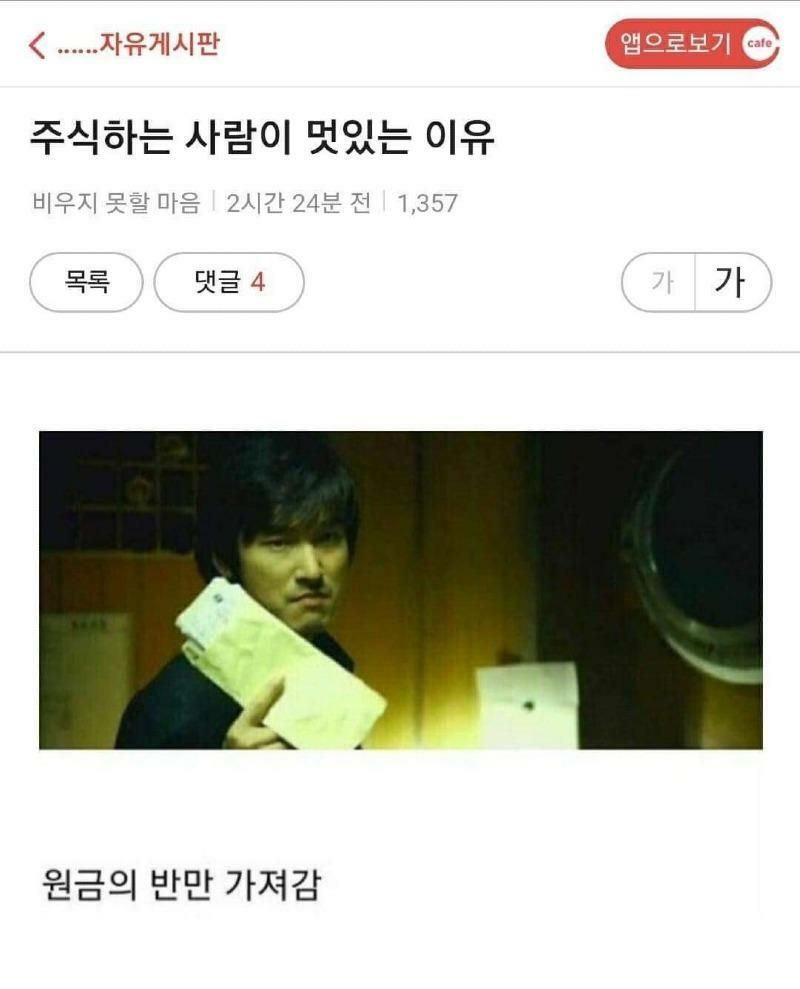 ......자유게시판
앱으로보기 cafe
주식하는 사람이 멋있는 이유
비우지 못할 마음 | 2시간 24분 전 | 1,357
목록 댓글 4 가 가
원금의 반만 가져감